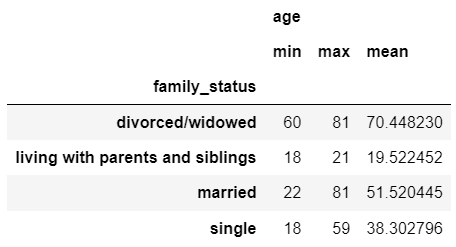 age
min max mean
family_status
divorced/widowed 60 81 70.448230
living with parents and siblings 18 21 19.522452
married 22 81 51.520445
single 18 59 38.302796